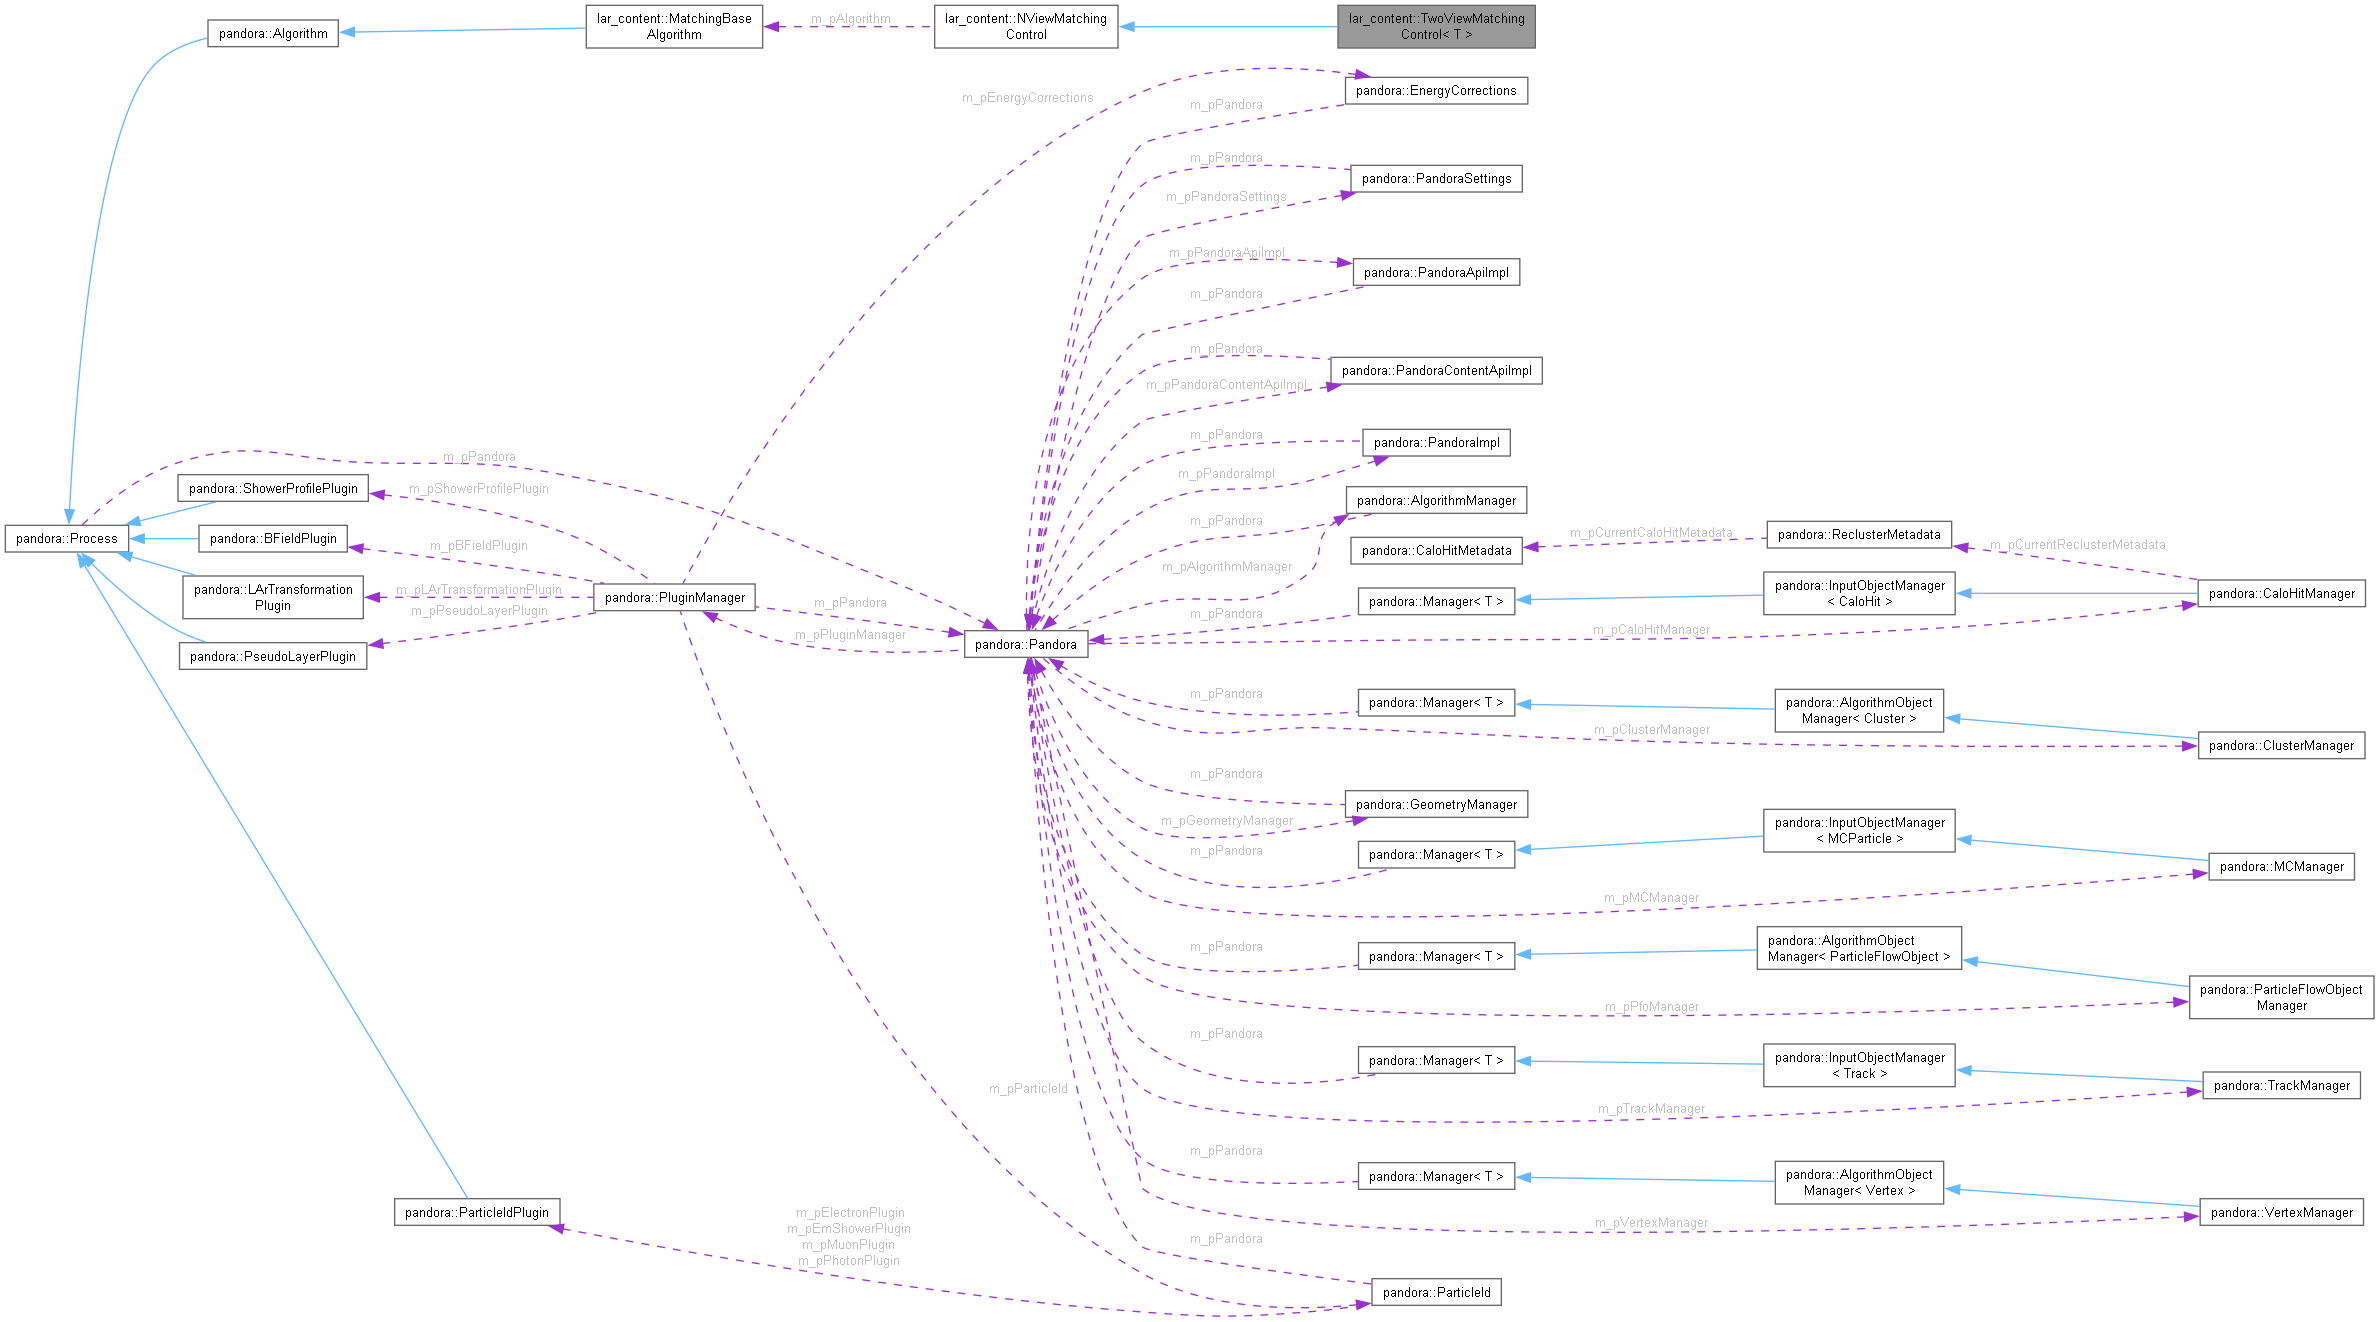 lar_content::MatchingBase
Algorithm
m_pAlgorithm
lar_content::NViewMatching
Control
lar_content::TwoViewMatching
Control< T >
pandora::Algorithm
m_pEnergyCorrections
pandora::EnergyCorrections
m_pPandora
m_pPandora
pandora::PandoraSettings
m_pPandoraSettings
m_pPandoraApiImpl
pandora::PandoraApiImpl
m_pPandora
m_pPandora
pandora::PandoraContentApiImpl
m_pPandoraContentApiImpl
m_pPandora
pandora::PandoraImpl
m_pPandora
m_pPandoraImpl
pandora::ShowerProfilePlugin
m_pShowerProfilePlugin
pandora::AlgorithmManager
m_pPandora
pandora::Process
pandora::BFieldPlugin
m_pBFieldPlugin
pandora::CaloHitMetadata
m_pCurrentCaloHitMetadata
pandora::ReclusterMetadata
m_pCurrentReclusterMetadata
m_pAlgorithmManager
pandora::LArTransformation
Plugin
m_pLArTransformationPlugin
pandora::PluginManager
m_pPandora
pandora::Manager< T >
pandora::InputObjectManager
< CaloHit >
pandora::CaloHitManager
m_pPseudoLayerPlugin
m_pPandora
m_pCaloHitManager
m_pPluginManager
pandora::Pandora
pandora::PseudoLayerPlugin
m_pPandora
pandora::Manager< T >
pandora::AlgorithmObject
Manager< Cluster >
m_pClusterManager
pandora::ClusterManager
m_pPandora
pandora::GeometryManager
m_pGeometryManager
m_pPandora
pandora::Manager< T >
pandora::InputObjectManager
< MCParticle >
pandora::MCManager
m_pMCManager
m_pPandora
pandora::Manager< T >
pandora::AlgorithmObject
Manager< ParticleFlowObject >
pandora::ParticleFlowObject
Manager
m_pPfoManager
m_pPandora
pandora::Manager< T >
pandora::InputObjectManager
< Track >
pandora::TrackManager
m_pParticleId
m_pTrackManager
m_pPandora
pandora::Manager< T >
pandora::AlgorithmObject
Manager< Vertex >
pandora::VertexManager
m_pVertexManager
pandora::ParticleIdPlugin
m_pElectronPlugin
m_pEmShowerPlugin
m_pMuonPlugin
m_pPhotonPlugin
m_pPandora
pandora::ParticleId